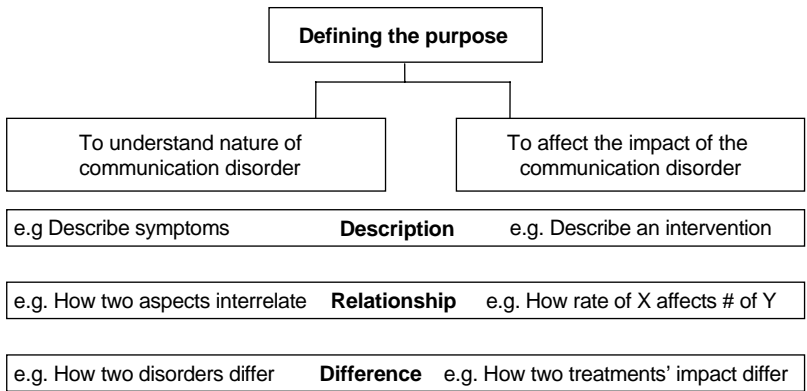 Defining the purpose
To understand nature of
communication disorder
To affect the impact of the
communication disorder
e.g Describe symptoms Description e.g. Describe an intervention
e.g. How two aspects interrelate Relationship e.g. How rate of X affects # of Y
e.g. How two disorders differ Difference e.g. How two treatments’ impact differ